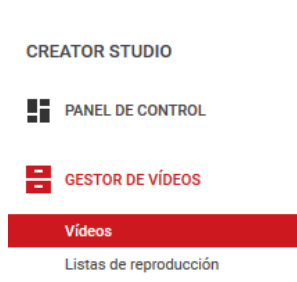 CREATOR STUDIO
PANEL DE CONTROL
GESTOR DE VÍDEOS
Vídeos
Listas de reproducción